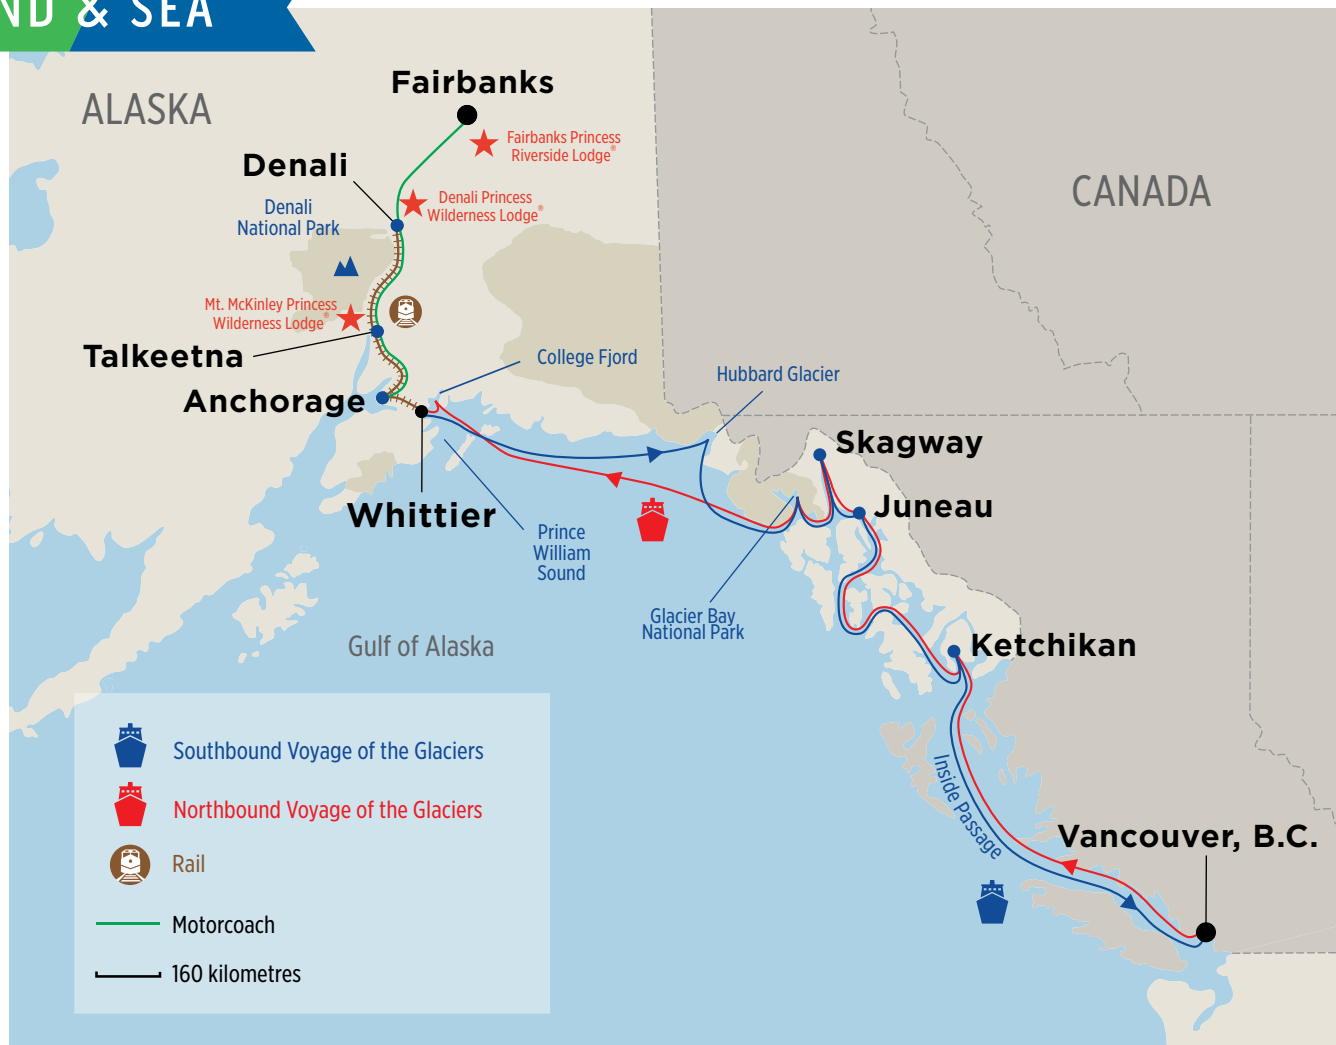 ND & SEA
ALASKA
Fairbanks
Fairbanks Princess
Riverside Lodge®
Denali
Denali Princess
Wilderness Lodge®
Denali
National Park
CANADA
Mt. McKinley Princess
Wilderness Lodge®
Talkeetna
College Fjord
Hubbard Glacier
Anchorage
Skagway
Whittier
Juneau
Prince
William
Sound
Glacier Bay
National Park
Gulf of Alaska
Ketchikan
Southbound Voyage of the Glaciers
Northbound Voyage of the Glaciers
Rail
Motorcoach
160 kilometres
Inside Passage
Vancouver, B.C.